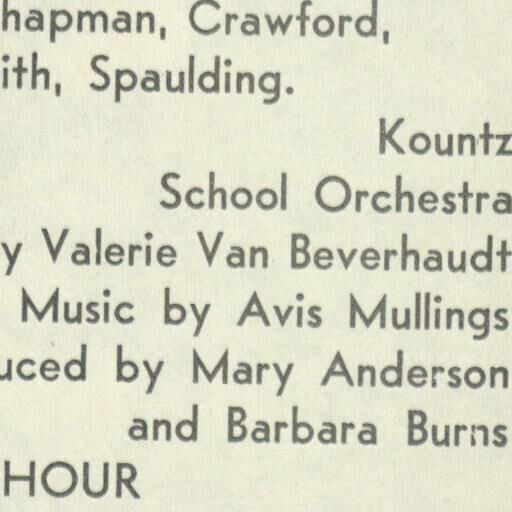 hapman, Crawford,
ith, Spaulding.
Kountz
School Orchestra
y Valerie Van Beverhaudt
Music by Avis Mullings
uced by Mary Anderson
and Barbara Burns
HOUR